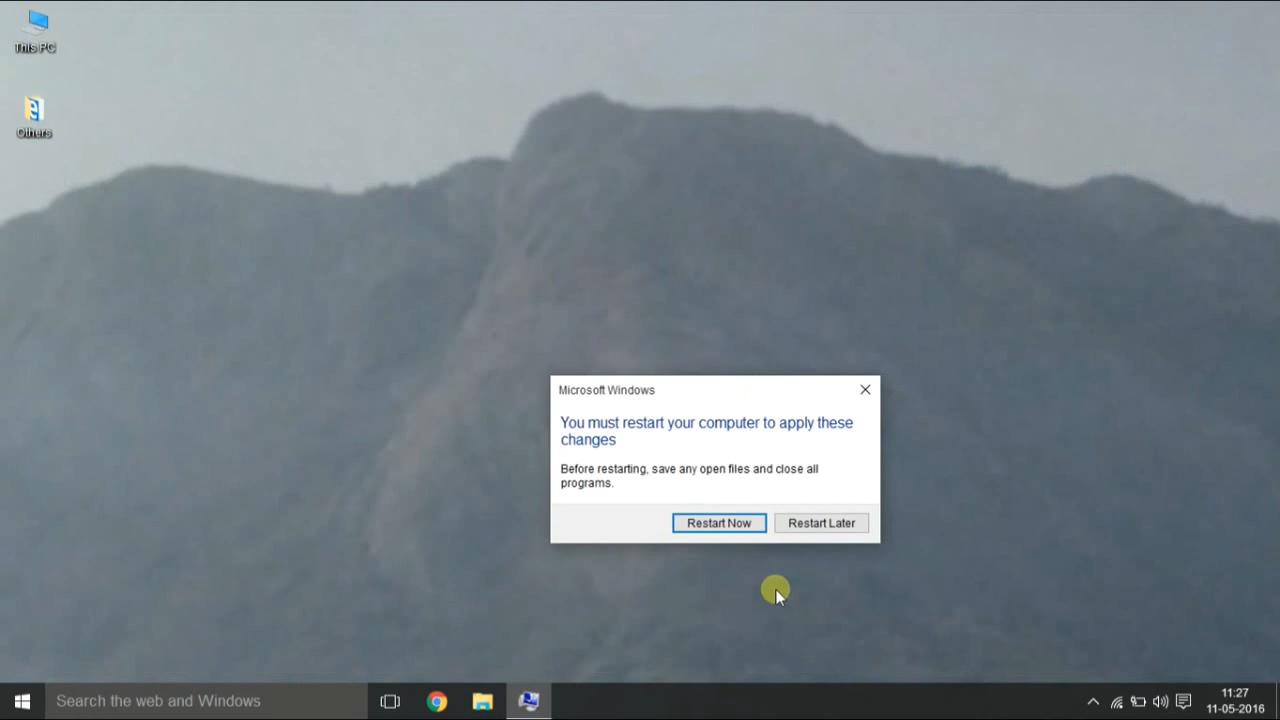 This PC
Others
Microsoft Windows
You must restart your computer to apply these
changes
Before restarting, save any open files and close all
programs.
Restart Now
Restart Later
Search the web and Windows
11:27
11-05-2016